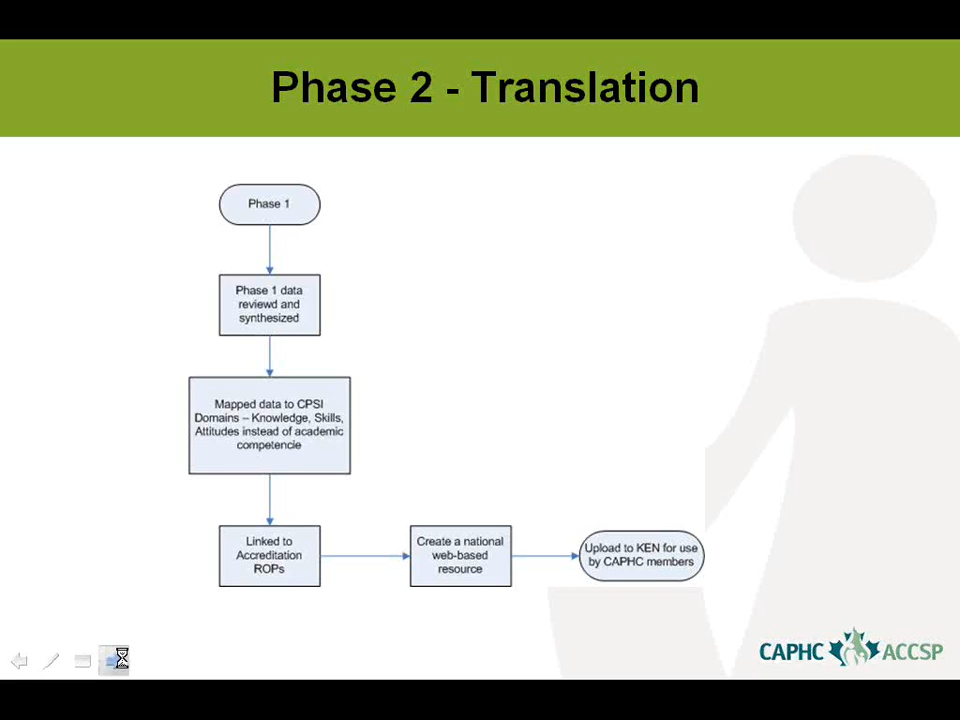 Phase 2 - Translation
Phase 1
Phase 1 data
reviewd and
synthesized
Mapped data to CPSI
Domains – Knowledge, Skills,
Attitudes instead of academic
competencie
Linked to
Accreditation
ROPs
Create a national
web-based
resource
Upload to KEN for use
by CAPHC members
CAPHC ACCSP